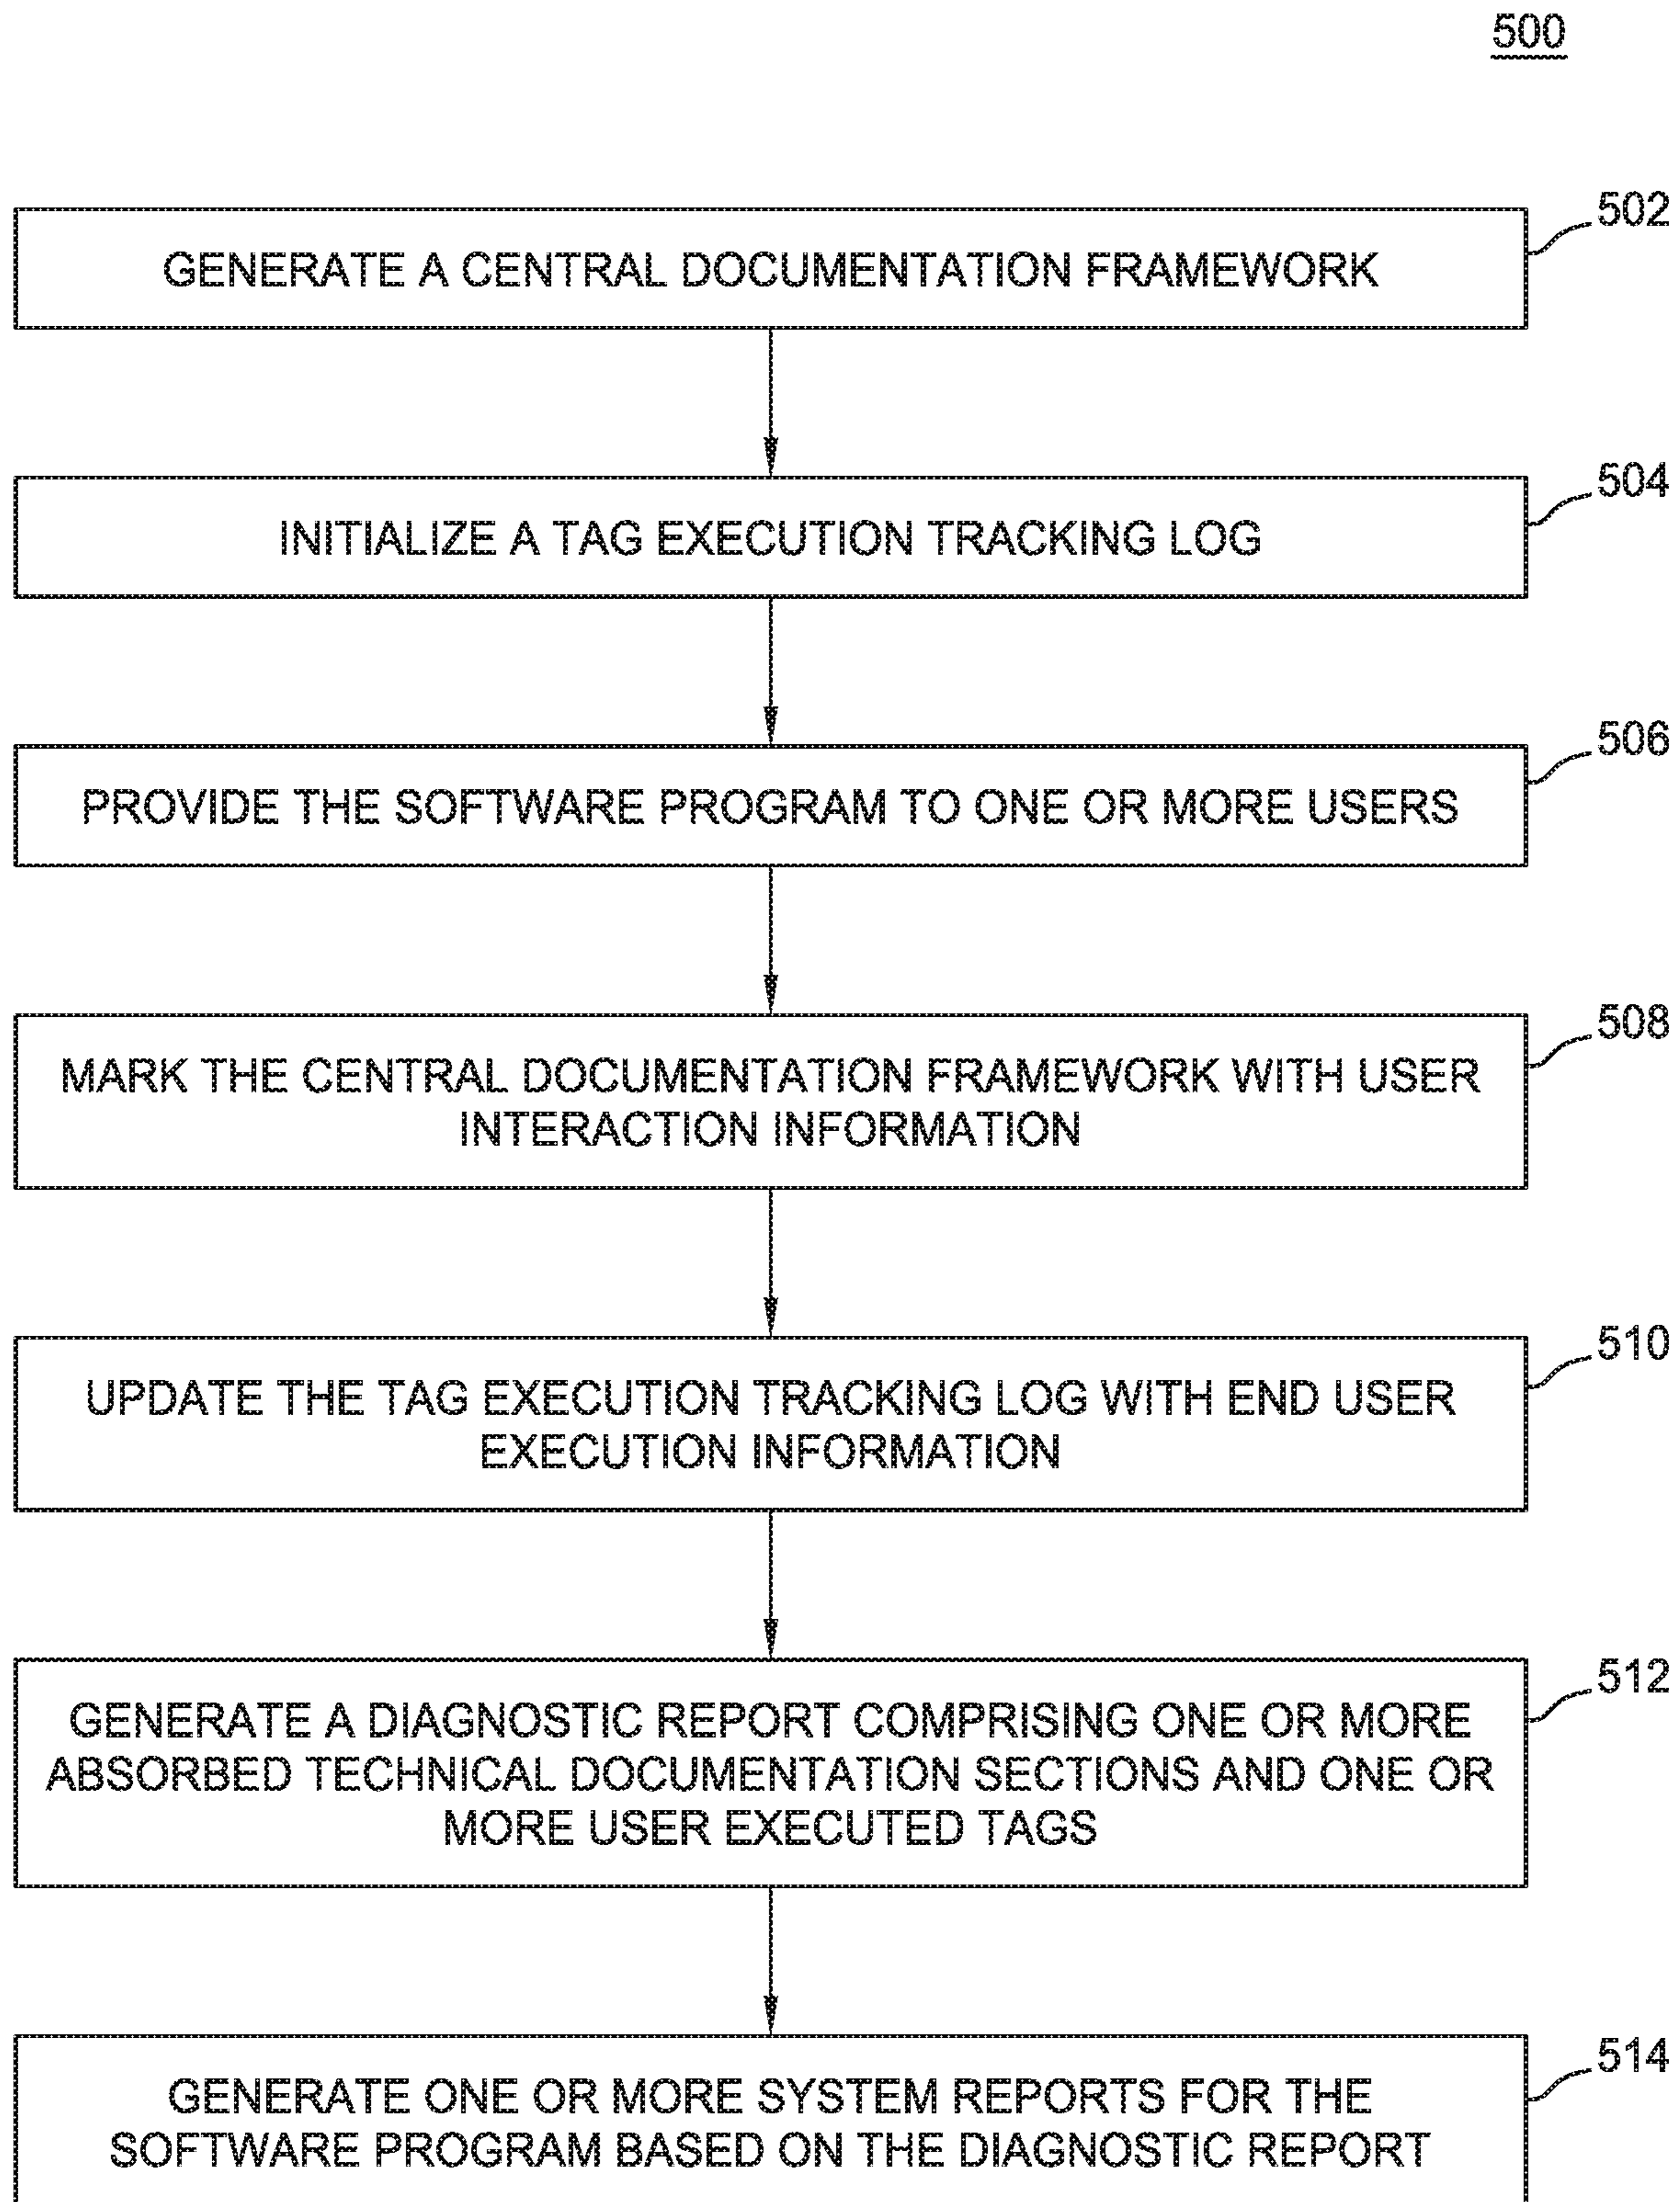 500
502
GENERATE A CENTRAL DOCUMENTATION FRAMEWORK
504
INITIALIZE A TAG EXECUTION TRACKING LOG
506
PROVIDE THE SOFTWARE PROGRAM TO ONE OR MORE USERS
508
MARK THE CENTRAL DOCUMENTATION FRAMEWORK WITH USER
INTERACTION INFORMATION
510
UPDATE THE TAG EXECUTION TRACKING LOG WITH END USER
EXECUTION INFORMATION
512
GENERATE A DIAGNOSTIC REPORT COMPRISING ONE OR MORE
ABSORBED TECHNICAL DOCUMENTATION SECTIONS AND ONE OR
MORE USER EXECUTED TAGS
514
GENERATE ONE OR MORE SYSTEM REPORTS FOR THE
SOFTWARE PROGRAM BASED ON THE DIAGNOSTIC REPORT